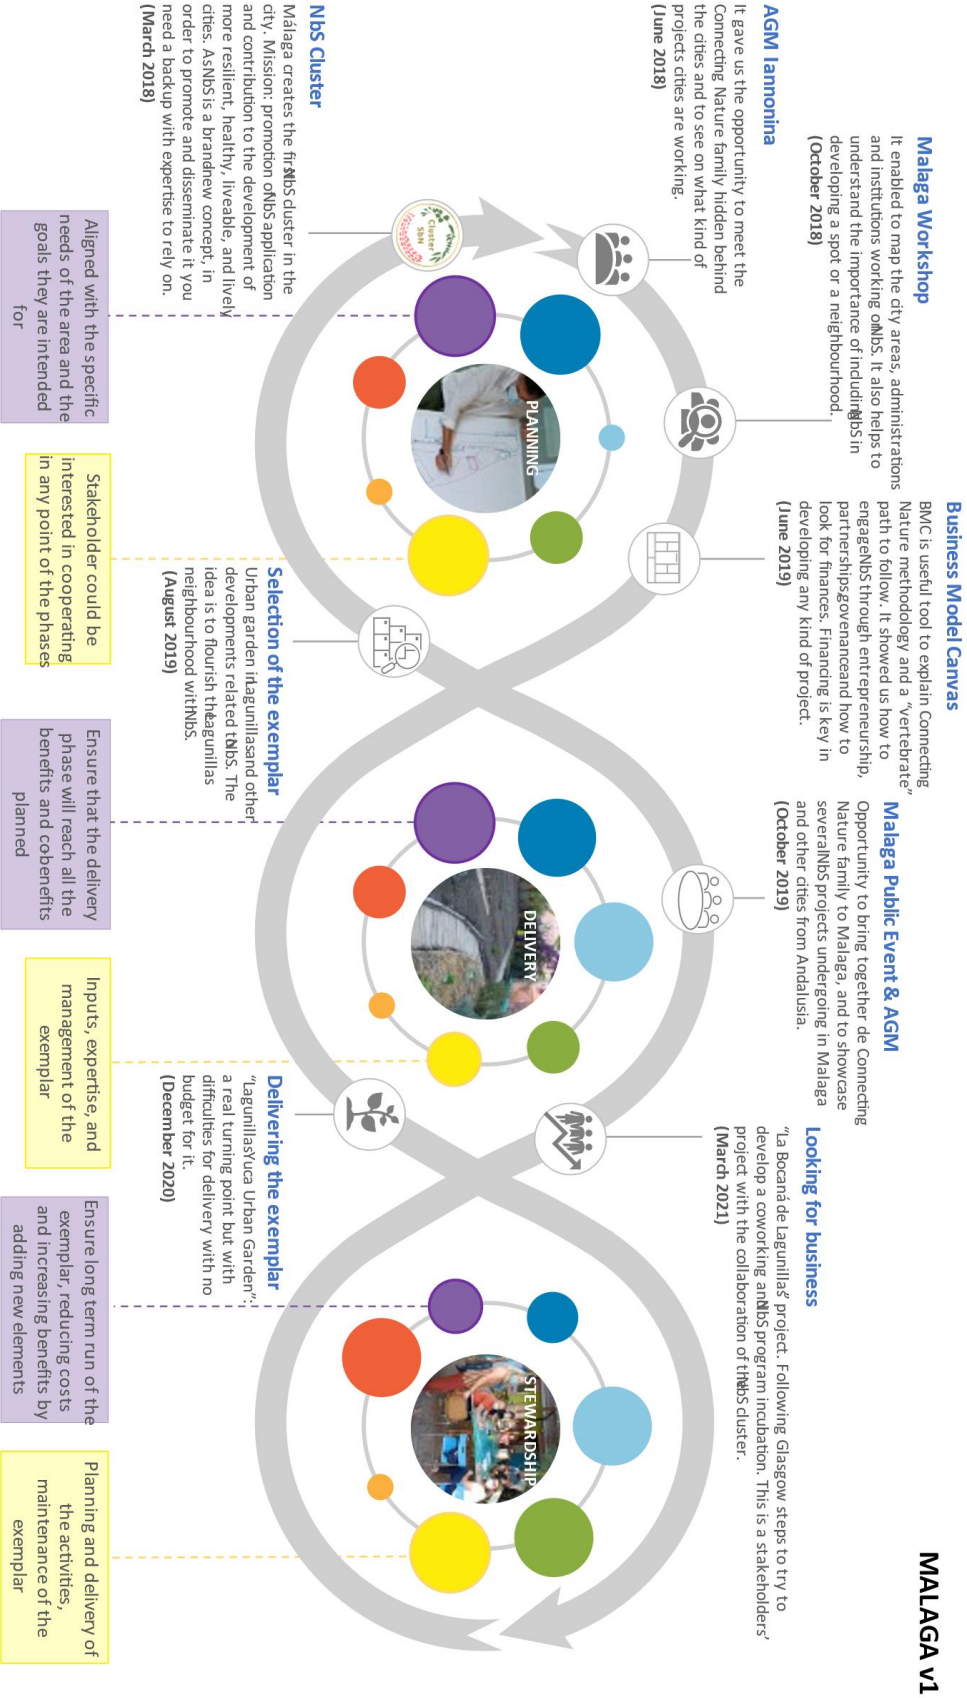 MALAGA v1
Malaga Workshop
It enabled to map the city areas, administrations
and institutions working on NbS. It also helps to
understand the importance of including NbS in
developing a spot or a neighbourhood.
(October 2018)
Business Model Canvas
BMC is useful tool to explain Connecting
Nature methodology and a “vertebrate”
path to follow. It showed us how to
engage NbS through entrepreneurship,
partnerships govenance and how to
look for finances. Financing is key in
developing any kind of project.
(June 2019)
Malaga Public Event & AGM
Opportunity to bring together de Connecting
Nature family to Malaga, and to showcase
several NbS projects undergoing in Malaga
and other cities from Andalusia.
(October 2019)
Looking for business
“La Bocaná de Lagunillas” project. Following Glasgow steps to try to
develop a coworking and NbS program incubation. This is a stakeholders’
project with the collaboration of the NbS cluster.
(March 2021)
AGM Iannonina
It gave us the opportunity to meet the
Connecting Nature family hidden behind
the cities and to see on what kind of
projects cities are working.
(June 2018)
Cluster
SbN
PLANNING
DELIVERY
STEWARDSHIP
NbS Cluster
Málaga creates the first NbS cluster in the
city. Mission: promotion of NbS application
and contribution to the development of
more resilient, healthy, liveable, and lively
cities. As NbS is a brand new concept, in
order to promote and disseminate it you
need a backup with expertise to rely on.
(March 2018)
Selection of the exemplar
Urban garden in Lagunillas and other
developments related to NbS. The
idea is to flourish the Lagunillas
neighbourhood with NbS.
(August 2019)
Delivering the exemplar
“Lagunillas Yuca Urban Garden”:
a real turning point but with
difficulties for delivery with no
budget for it.
(December 2020)
Aligned with the specific
needs of the area and the
goals they are intended
for
Stakeholder could be
interested in cooperating
in any point of the phases
Ensure that the delivery
phase will reach all the
benefits and co-benefits
planned
Inputs, expertise, and
management of the
exemplar
Ensure long term run of the
exemplar, reducing costs
and increasing benefits by
adding new elements
Planning and delivery of
the activities,
maintenance of the
exemplar